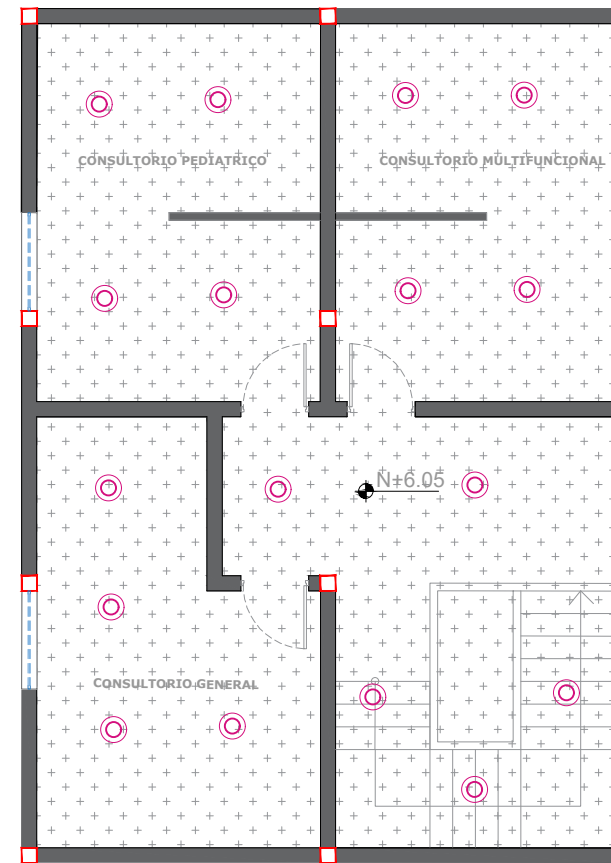 CONSULTORIO PEDIATRICO
CONSULTORIO MULTIFUNCIONAL
N+6.05
CONSULTORIO GENERAL